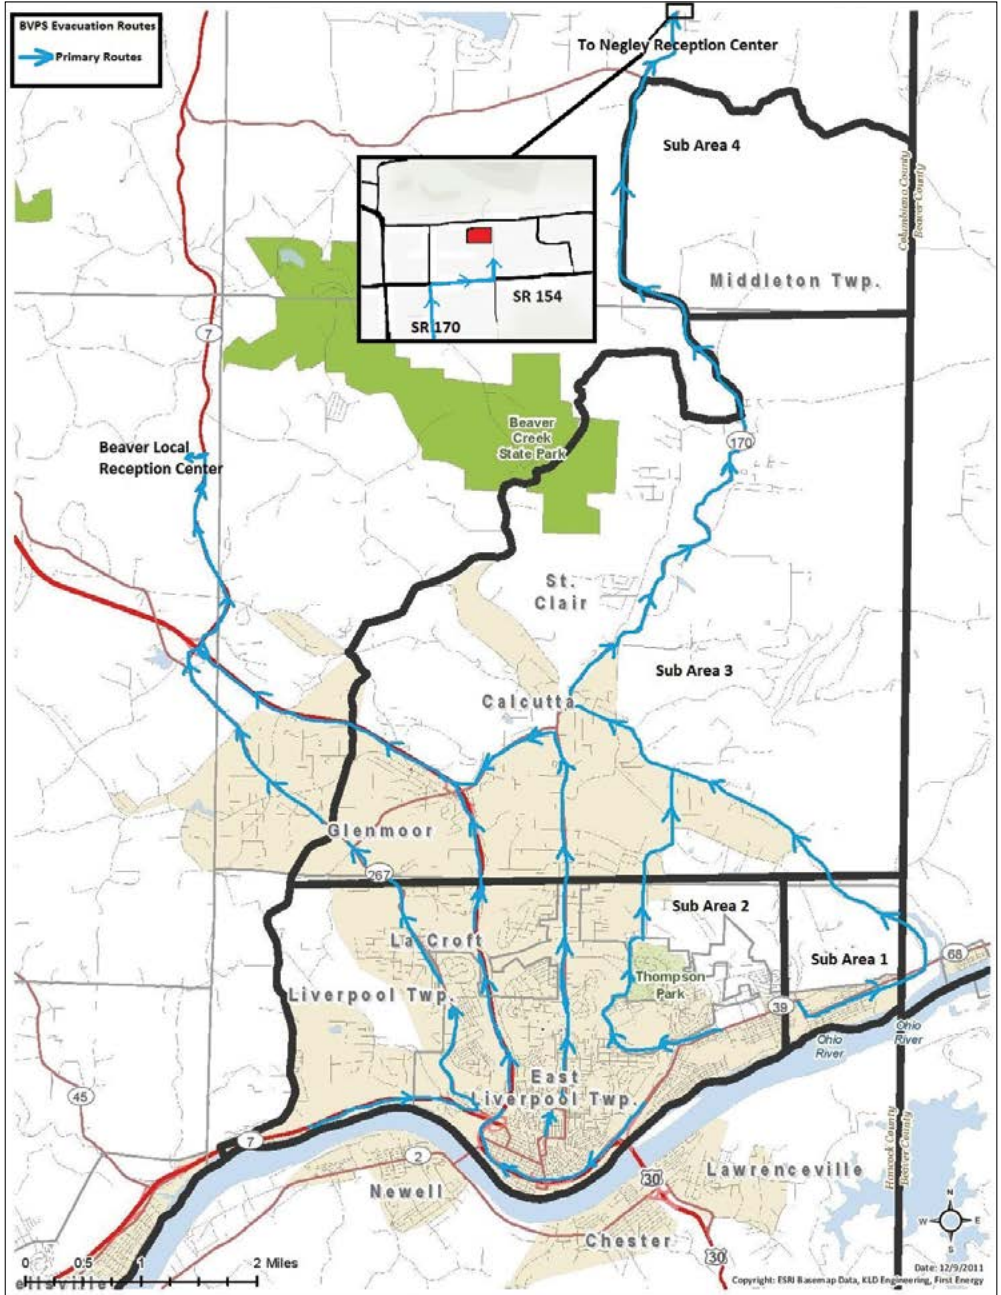 BVPS Evacuation Routes
Primary Routes
To Negley Reception Center
Sub Area 4
Columbiana County
Beaver County
Middleton Twp.
SR 154
SR 170
7
Beaver Local
Reception Center
Beaver
Creek
State Park
170
St.
Clair
Sub Area 3
Calcutta
Glenmoor
267
Sub Area 2
La Croft
Sub Area 1
68
Liverpool Twp.
Thompson
Park
39
Ohio
River
Ohio
River
East
Liverpool Twp.
45
7
2
Hancock County
Beaver County
30
Lawrenceville
Newell
Chester
30
N
W
E
S
0 0.5 1 2 Miles
Date: 12/9/2011
Copyright: ESRI Basemap Data, KLD Engineering, First Energy